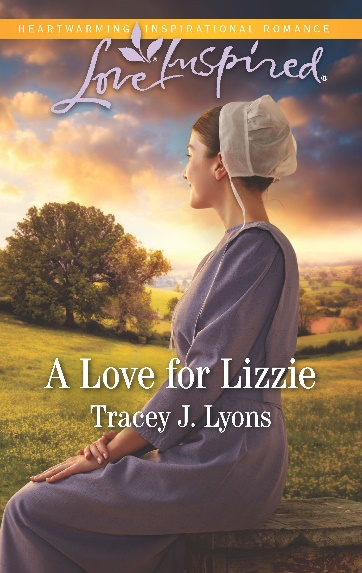 HEARTWARMING INSPIRATIONAL ROMANCE
Love Inspired®
A Love for Lizzie
Tracey J. Lyons